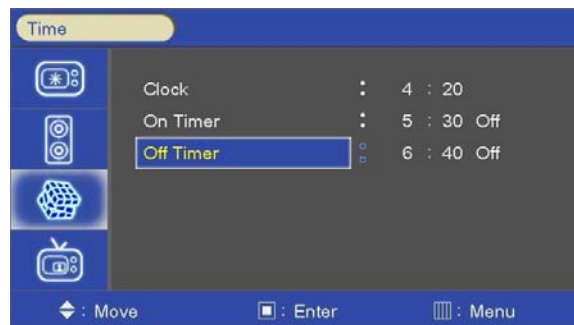 Time
Clock : 4 : 20
On Timer : 5 : 30 Off
Off Timer : 6 : 40 Off
: Move : Enter : Menu